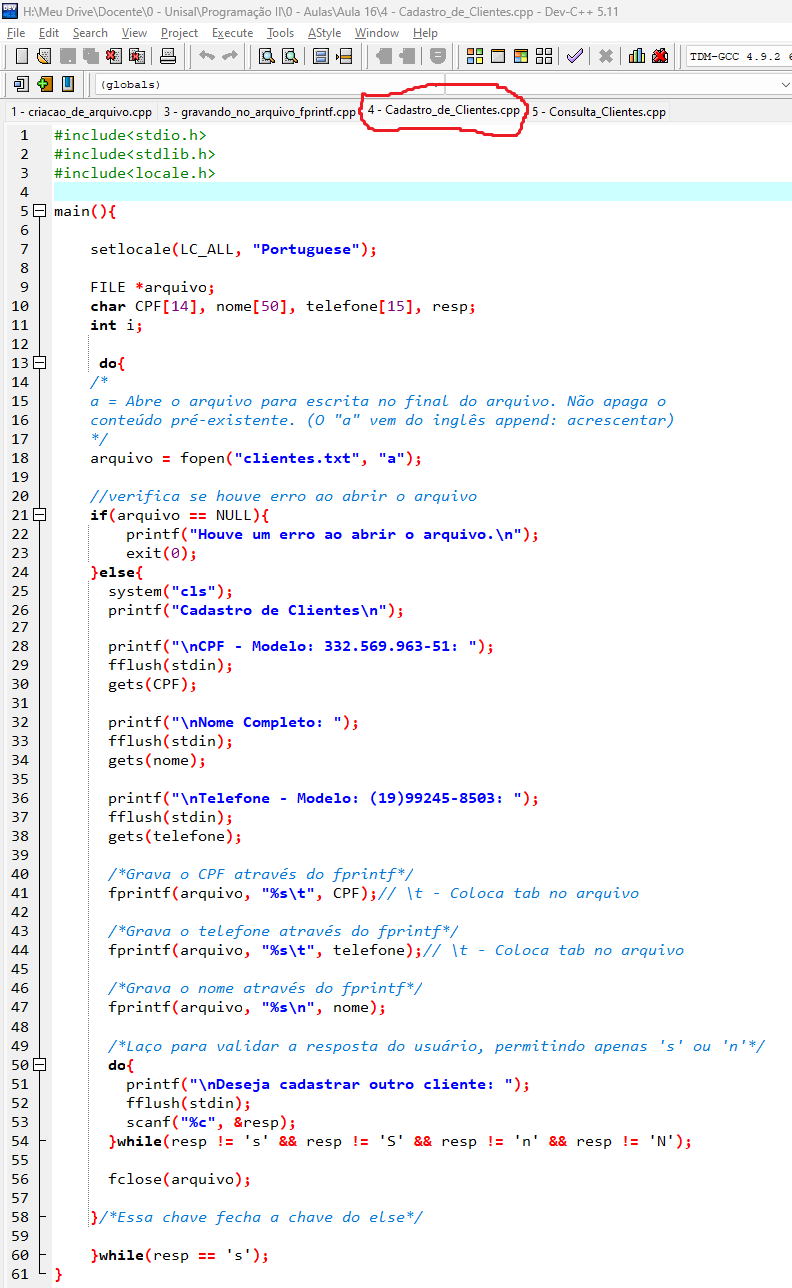 H:\Meu Drive\Docente\0 - Unisal\Programação II\0 - Aulas\Aula 16\4 - Cadastro_de_Clientes.cpp - Dev-C++ 5.11
File Edit Search View Project Execute Tools AStyle Window Help
TDM-GCC 4.9.2 6
(globals)
1 - criacao_de_arquivo.cpp 3 - gravando_no_arquivo_fprintf.cpp 4 - Cadastro_de_Clientes.cpp 5 - Consulta_Clientes.cpp
1 #include<stdio.h>
2 #include<stdlib.h>
3 #include<locale.h>
4
5 main(){
6
7 setlocale(LC_ALL, "Portuguese");
8
9 FILE *arquivo;
10 char CPF[14], nome[50], telefone[15], resp;
11 int i;
12
13 do{
14 /*
15 a = Abre o arquivo para escrita no final do arquivo. Não apaga o
16 conteúdo pré-existente. (O "a" vem do inglês append: acrescentar)
17 */
18 arquivo = fopen("clientes.txt", "a");
19
20 //verifica se houve erro ao abrir o arquivo
21 if(arquivo == NULL){
22 printf("Houve um erro ao abrir o arquivo.\n");
23 exit(0);
24 }else{
25 system("cls");
26 printf("Cadastro de Clientes\n");
27
28 printf("\nCPF - Modelo: 332.569.963-51: ");
29 fflush(stdin);
30 gets(CPF);
31
32 printf("\nNome Completo: ");
33 fflush(stdin);
34 gets(nome);
35
36 printf("\nTelefone - Modelo: (19)99245-8503: ");
37 fflush(stdin);
38 gets(telefone);
39
40 /*Grava o CPF através do fprintf*/
41 fprintf(arquivo, "%s\t", CPF);// \t - Coloca tab no arquivo
42
43 /*Grava o telefone através do fprintf*/
44 fprintf(arquivo, "%s\t", telefone);// \t - Coloca tab no arquivo
45
46 /*Grava o nome através do fprintf*/
47 fprintf(arquivo, "%s\n", nome);
48
49 /*Laço para validar a resposta do usuário, permitindo apenas 's' ou 'n'*/
50 do{
51 printf("\nDeseja cadastrar outro cliente: ");
52 fflush(stdin);
53 scanf("%c", &resp);
54 }while(resp != 's' && resp != 'S' && resp != 'n' && resp != 'N');
55
56 fclose(arquivo);
57
58 }/*Essa chave fecha a chave do else*/
59
60 }while(resp == 's');
61 }